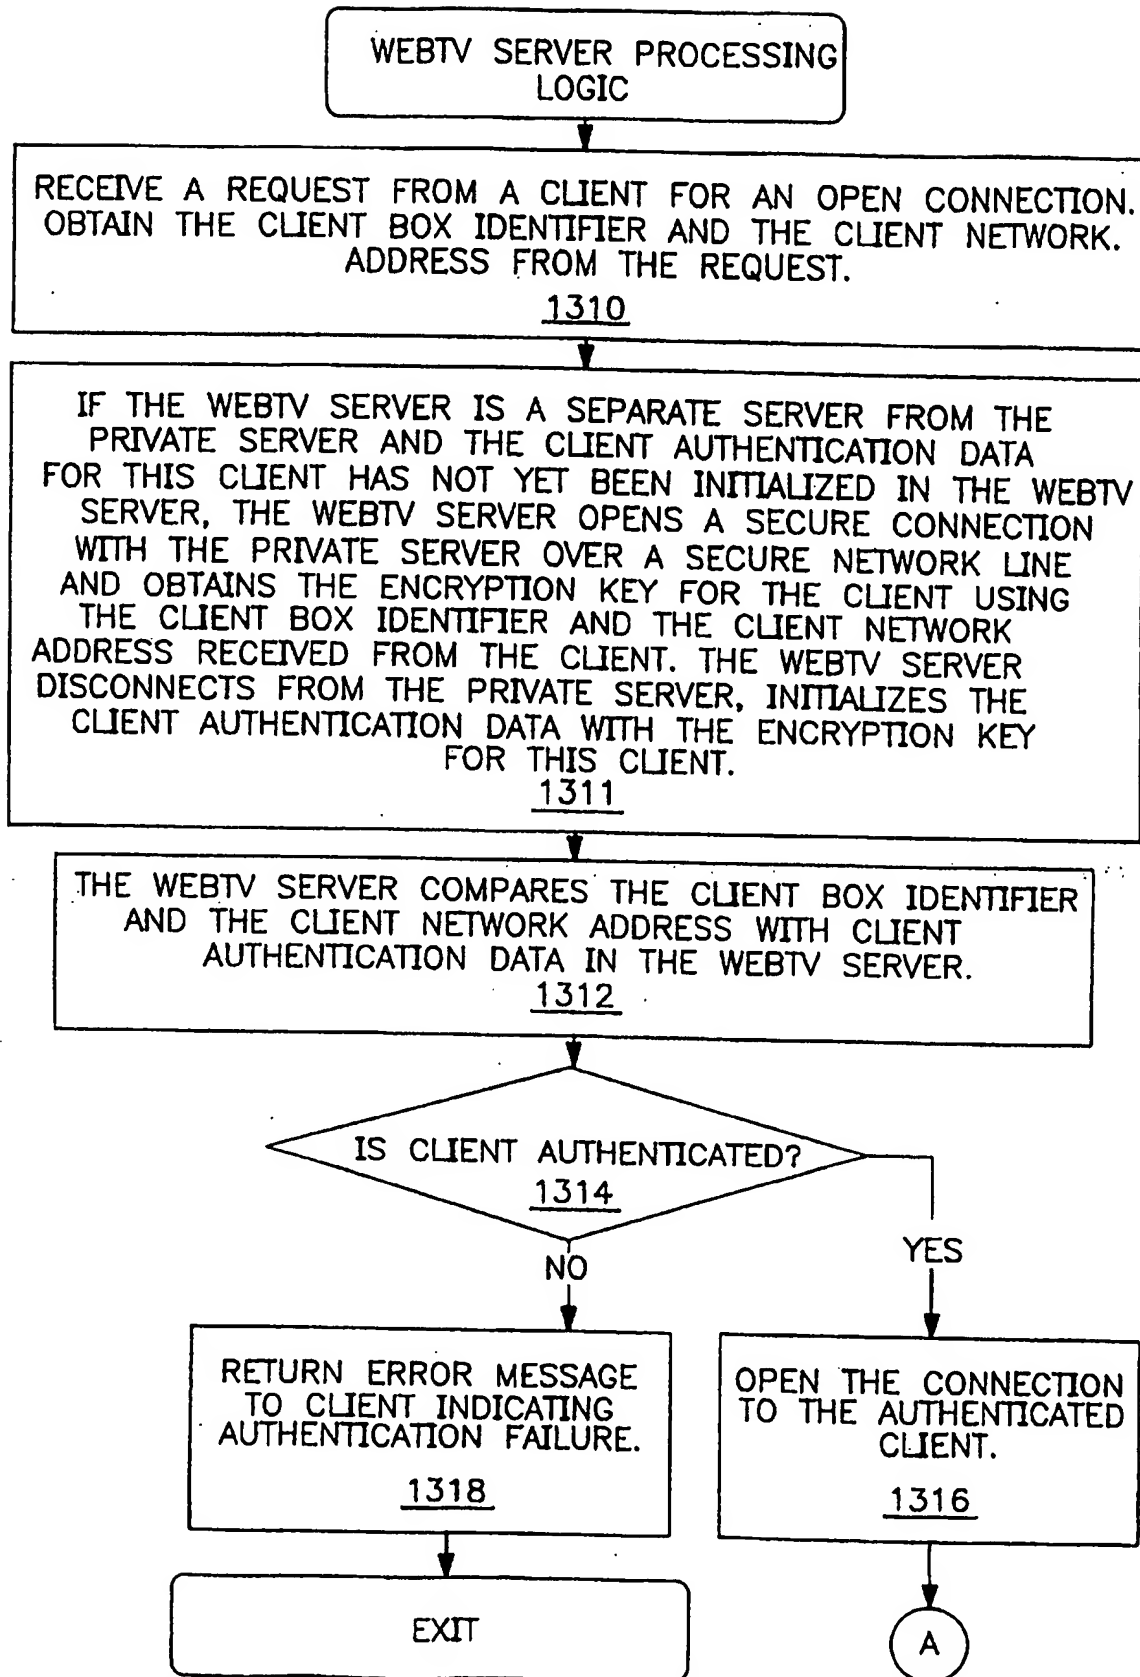 WEBTV SERVER PROCESSING
LOGIC
RECEIVE A REQUEST FROM A CLIENT FOR AN OPEN CONNECTION.
OBTAIN THE CLIENT BOX IDENTIFIER AND THE CLIENT NETWORK.
ADDRESS FROM THE REQUEST.
1310
IF THE WEBTV SERVER IS A SEPARATE SERVER FROM THE
PRIVATE SERVER AND THE CLIENT AUTHENTICATION DATA
FOR THIS CLIENT HAS NOT YET BEEN INITIALIZED IN THE WEBTV
SERVER, THE WEBTV SERVER OPENS A SECURE CONNECTION
WITH THE PRIVATE SERVER OVER A SECURE NETWORK LINE
AND OBTAINS THE ENCRYPTION KEY FOR THE CLIENT USING
THE CLIENT BOX IDENTIFIER AND THE CLIENT NETWORK
ADDRESS RECEIVED FROM THE CLIENT. THE WEBTV SERVER
DISCONNECTS FROM THE PRIVATE SERVER, INITIALIZES THE
CLIENT AUTHENTICATION DATA WITH THE ENCRYPTION KEY
FOR THIS CLIENT.
1311
THE WEBTV SERVER COMPARES THE CLIENT BOX IDENTIFIER
AND THE CLIENT NETWORK ADDRESS WITH CLIENT
AUTHENTICATION DATA IN THE WEBTV SERVER.
1312
IS CLIENT AUTHENTICATED?
1314
NO
YES
RETURN ERROR MESSAGE
TO CLIENT INDICATING
AUTHENTICATION FAILURE.
1318
OPEN THE CONNECTION
TO THE AUTHENTICATED
CLIENT.
1316
EXIT
A